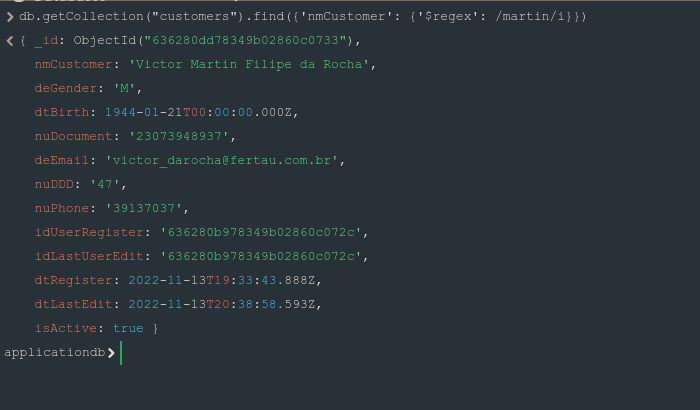 db.getCollection("customers").find({'nmCustomer': {'$regex': /martin/i}})
{ _id: ObjectId("636280dd78349b02860c0733"),
nmCustomer: 'Victor Martin Filipe da Rocha',
deGender: 'M',
dtBirth: 1944-01-21T00:00:00.000Z,
nuDocument: '23073948937',
deEmail: 'victor_darocha@fertau.com.br',
nuDDD: '47',
nuPhone: '39137037',
idUserRegister: '636280b978349b02860c072c',
idLastUserEdit: '636280b978349b02860c072c',
dtRegister: 2022-11-13T19:33:43.888Z,
dtLastEdit: 2022-11-13T20:38:58.593Z,
isActive: true }
applicationdb>